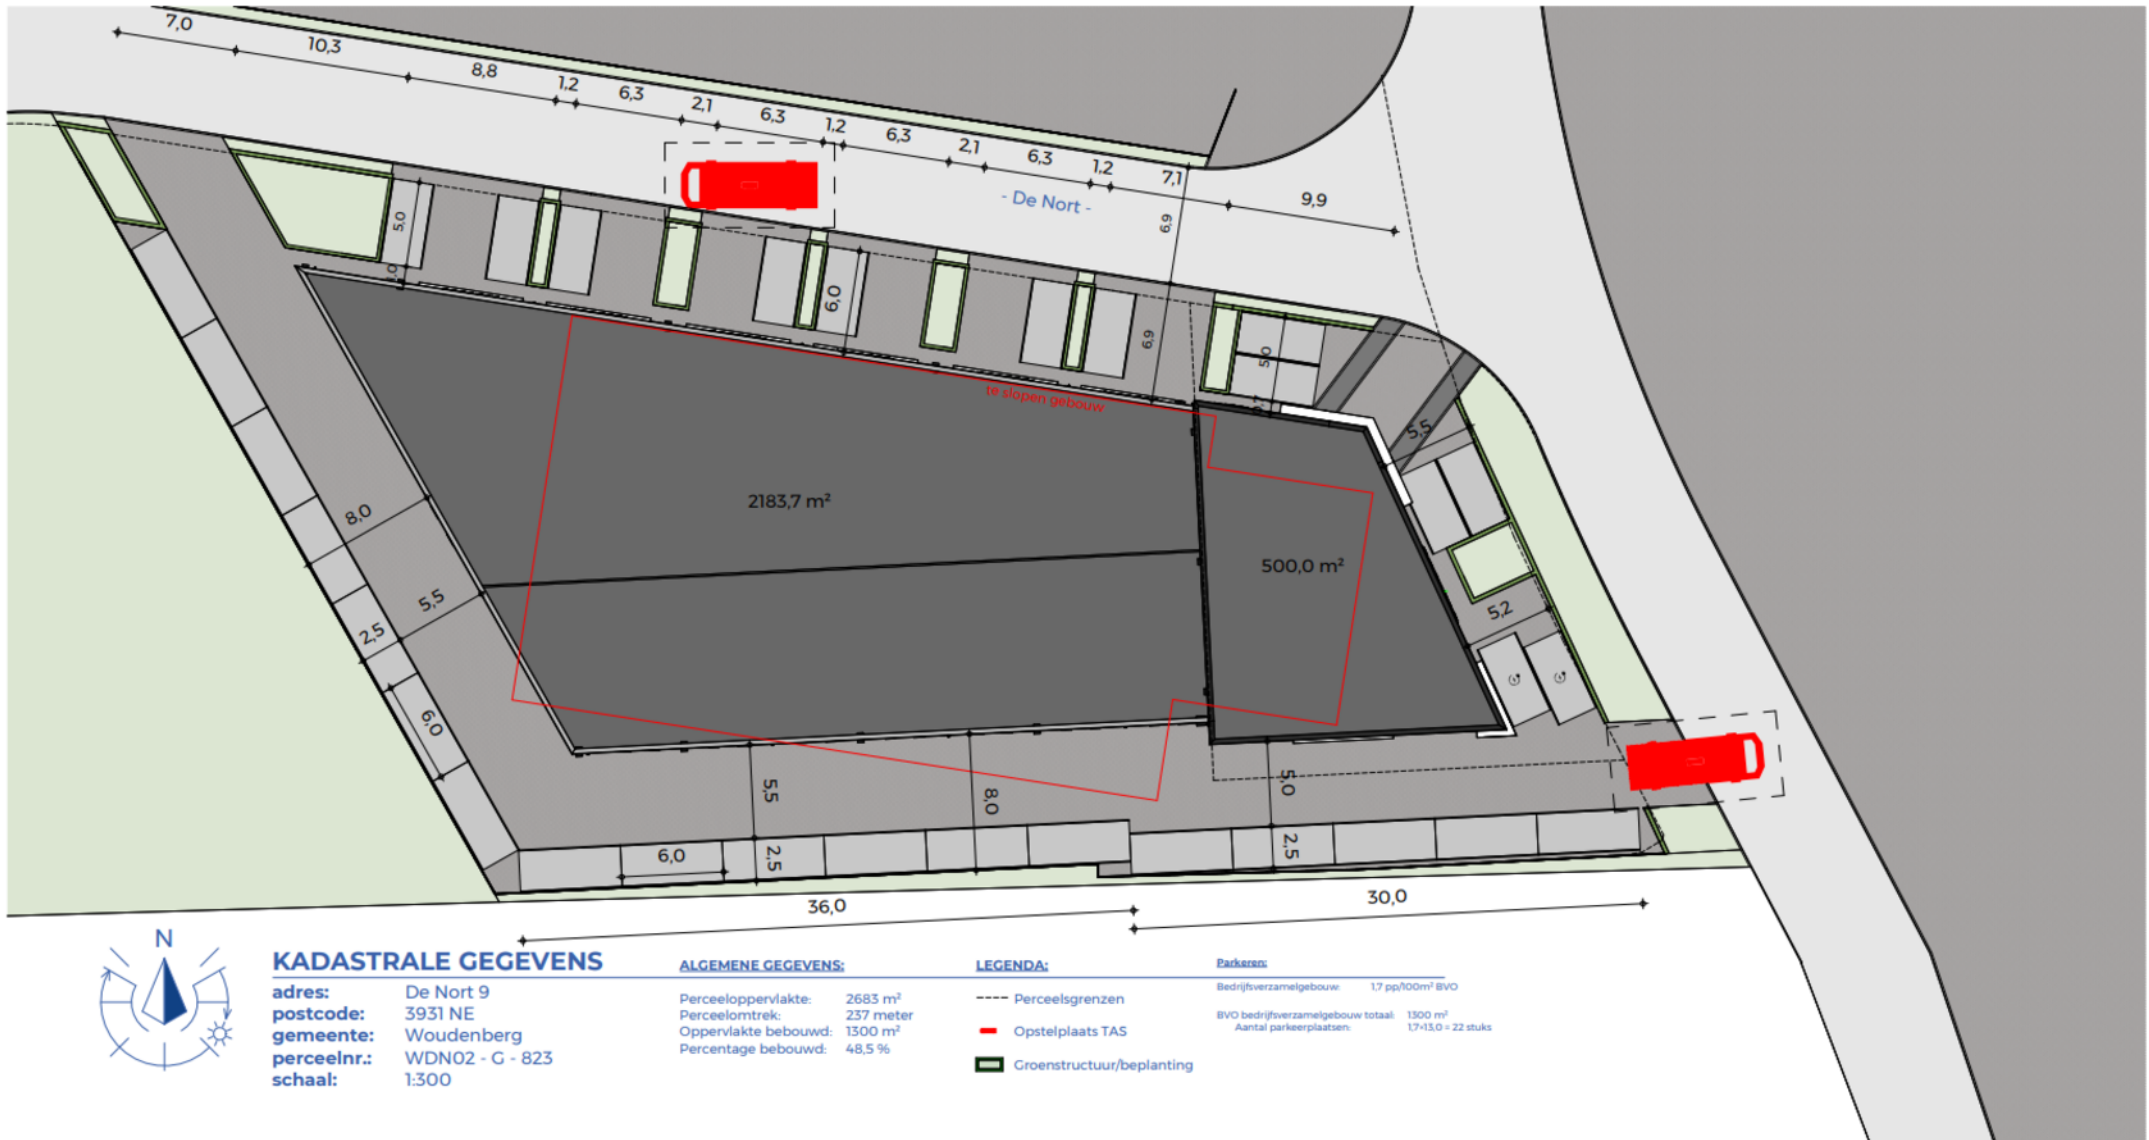 7,0
10,3
8,8
1,2
6,3
2,1
6,3
1,2
6,3
2,1
6,3
1,2
7,1
9,9
- De Nort -
6,9
5,0
6,0
6,9
5,0
te slopen gebouw
5,5
2183,7 m²
500,0 m²
8,0
5,5
2,5
5,2
6,0
5,5
8,0
5,0
6,0
2,5
2,5
36,0
30,0
N
KADASTRALE GEGEVENS
adres: De Nort 9
postcode: 3931 NE
gemeente: Woudenberg
perceelnr.: WDN02 - G - 823
schaal: 1:300
ALGEMENE GEGEVENS:
Perceeloppervlakte: 2683 m²
Perceelomtrek: 237 meter
Oppervlakte bebouwd: 1300 m²
Percentage bebouwd: 48,5 %
LEGENDA:
Perceelsgrenzen
Opstelplaats TAS
Groenstructuur/beplanting
Parkeren:
Bedrijfsverzamelgebouw: 1,7 pp/100m² BVO
BVO bedrijfsverzamelgebouw totaal: 1300 m²
Aantal parkeerplaatsen: 1,7*13,0 = 22 stuks